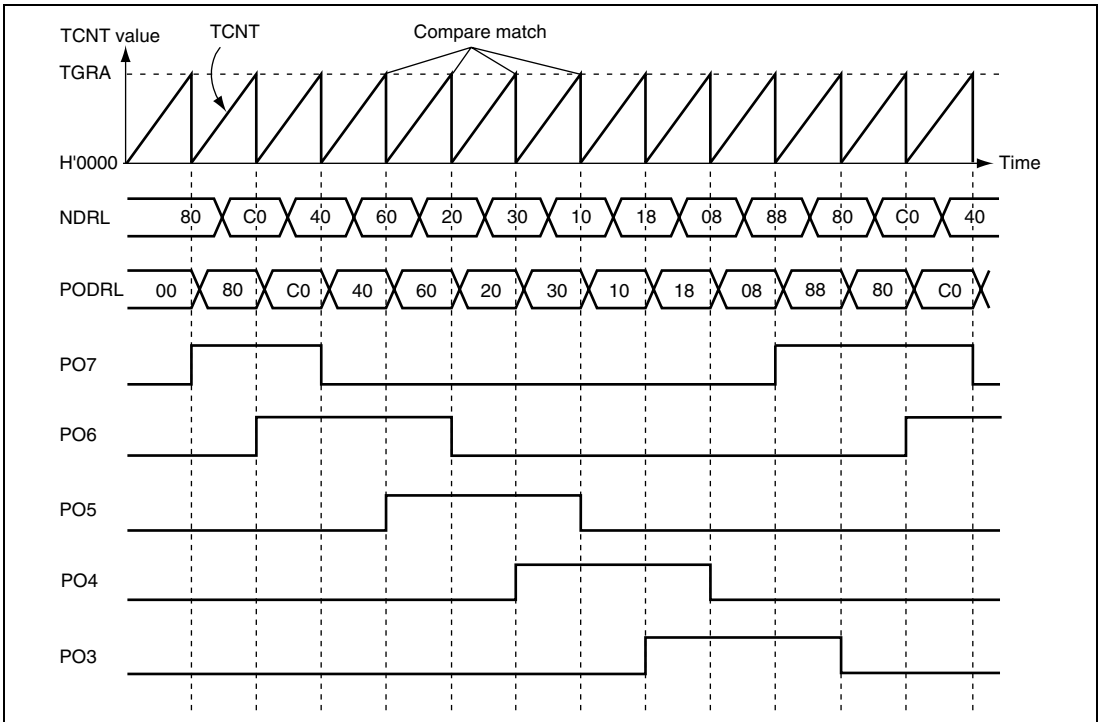 TCNT value
TCNT
Compare match
TGRA
H'0000
Time
NDRL 80 C0 40 60 20 30 10 18 08 88 80 C0 40
PODRL 00 80 C0 40 60 20 30 10 18 08 88 80 C0
PO7
PO6
PO5
PO4
PO3